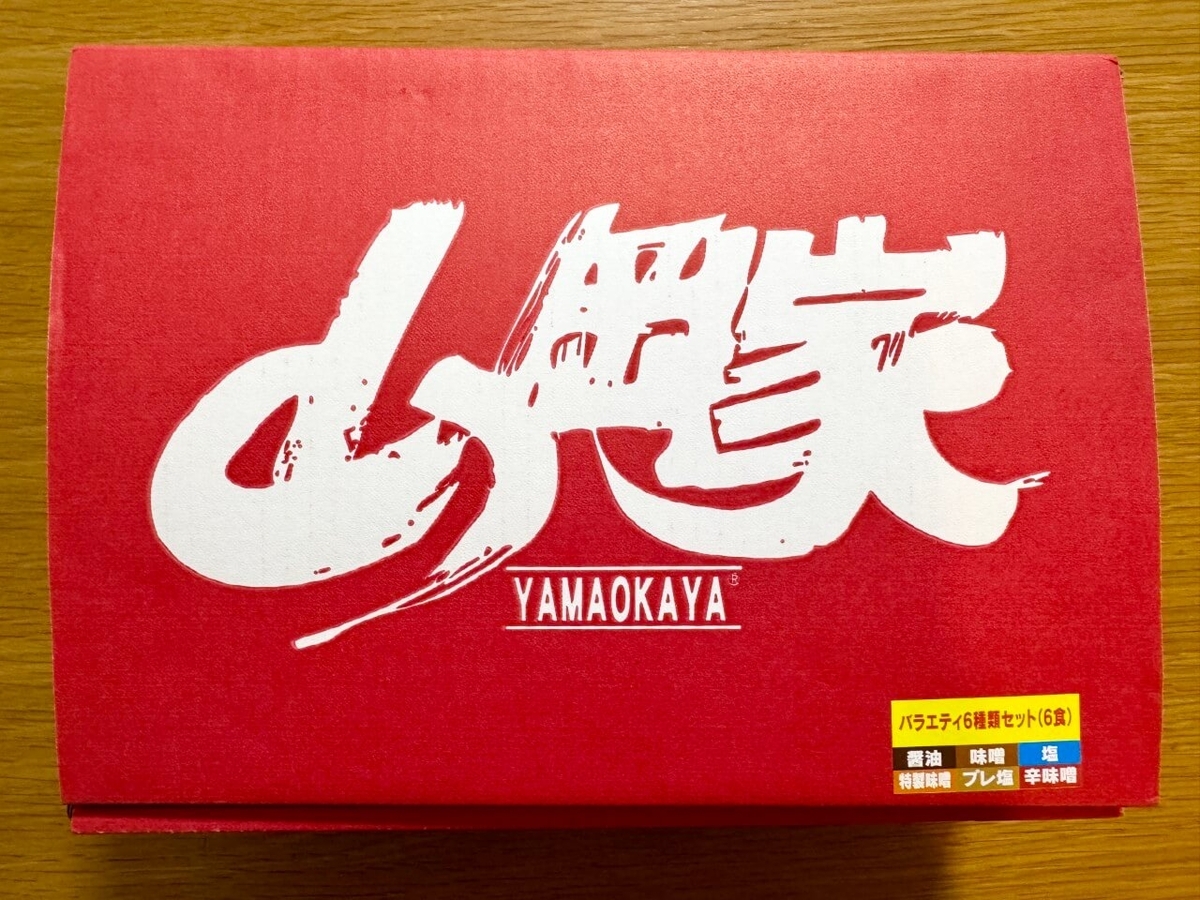 山岡家
YAMAOKAYA®
バラエティ6種類セット(6食)
醤油 味噌 塩
特製味噌 プレ塩 辛味噌